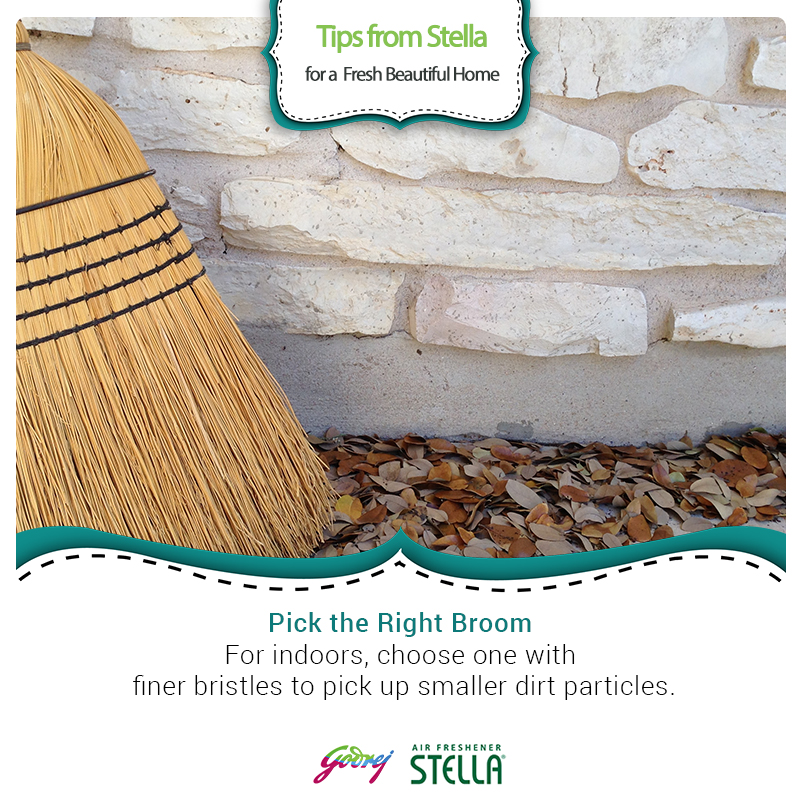 Tips from Stella
for a Fresh Beautiful Home
Pick the Right Broom
For indoors, choose one with
finer bristles to pick up smaller dirt particles.
Godrej
AIR FRESHENER
STELLA